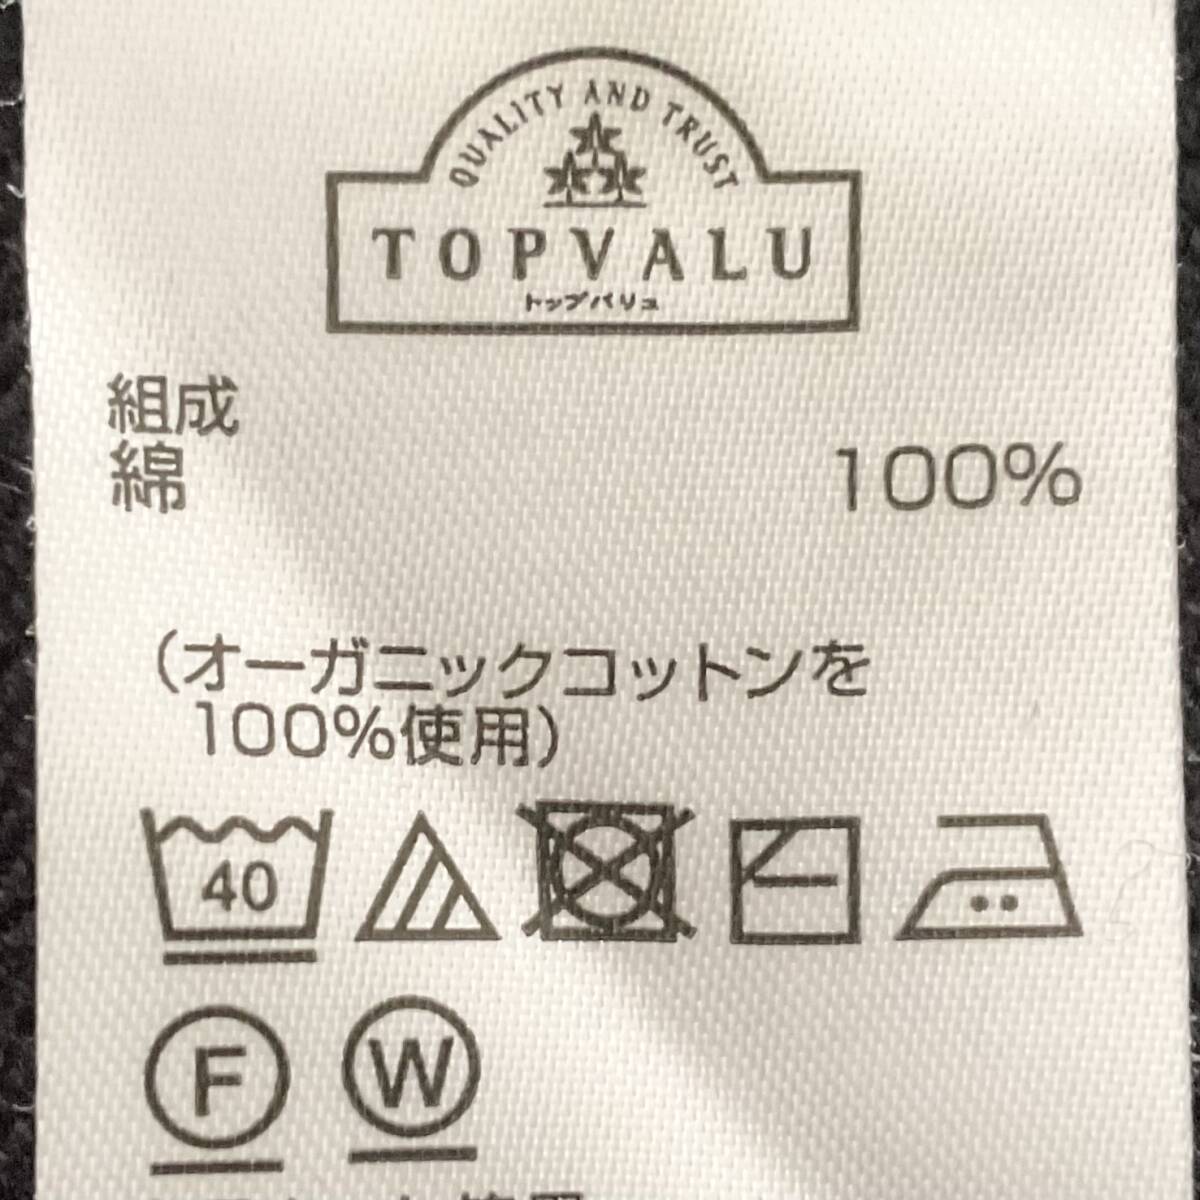 QUALITY AND TRUST
TOPVALU
トップバリュ
組成
綿 100%
(オーガニックコットンを
100%使用)
40
F W